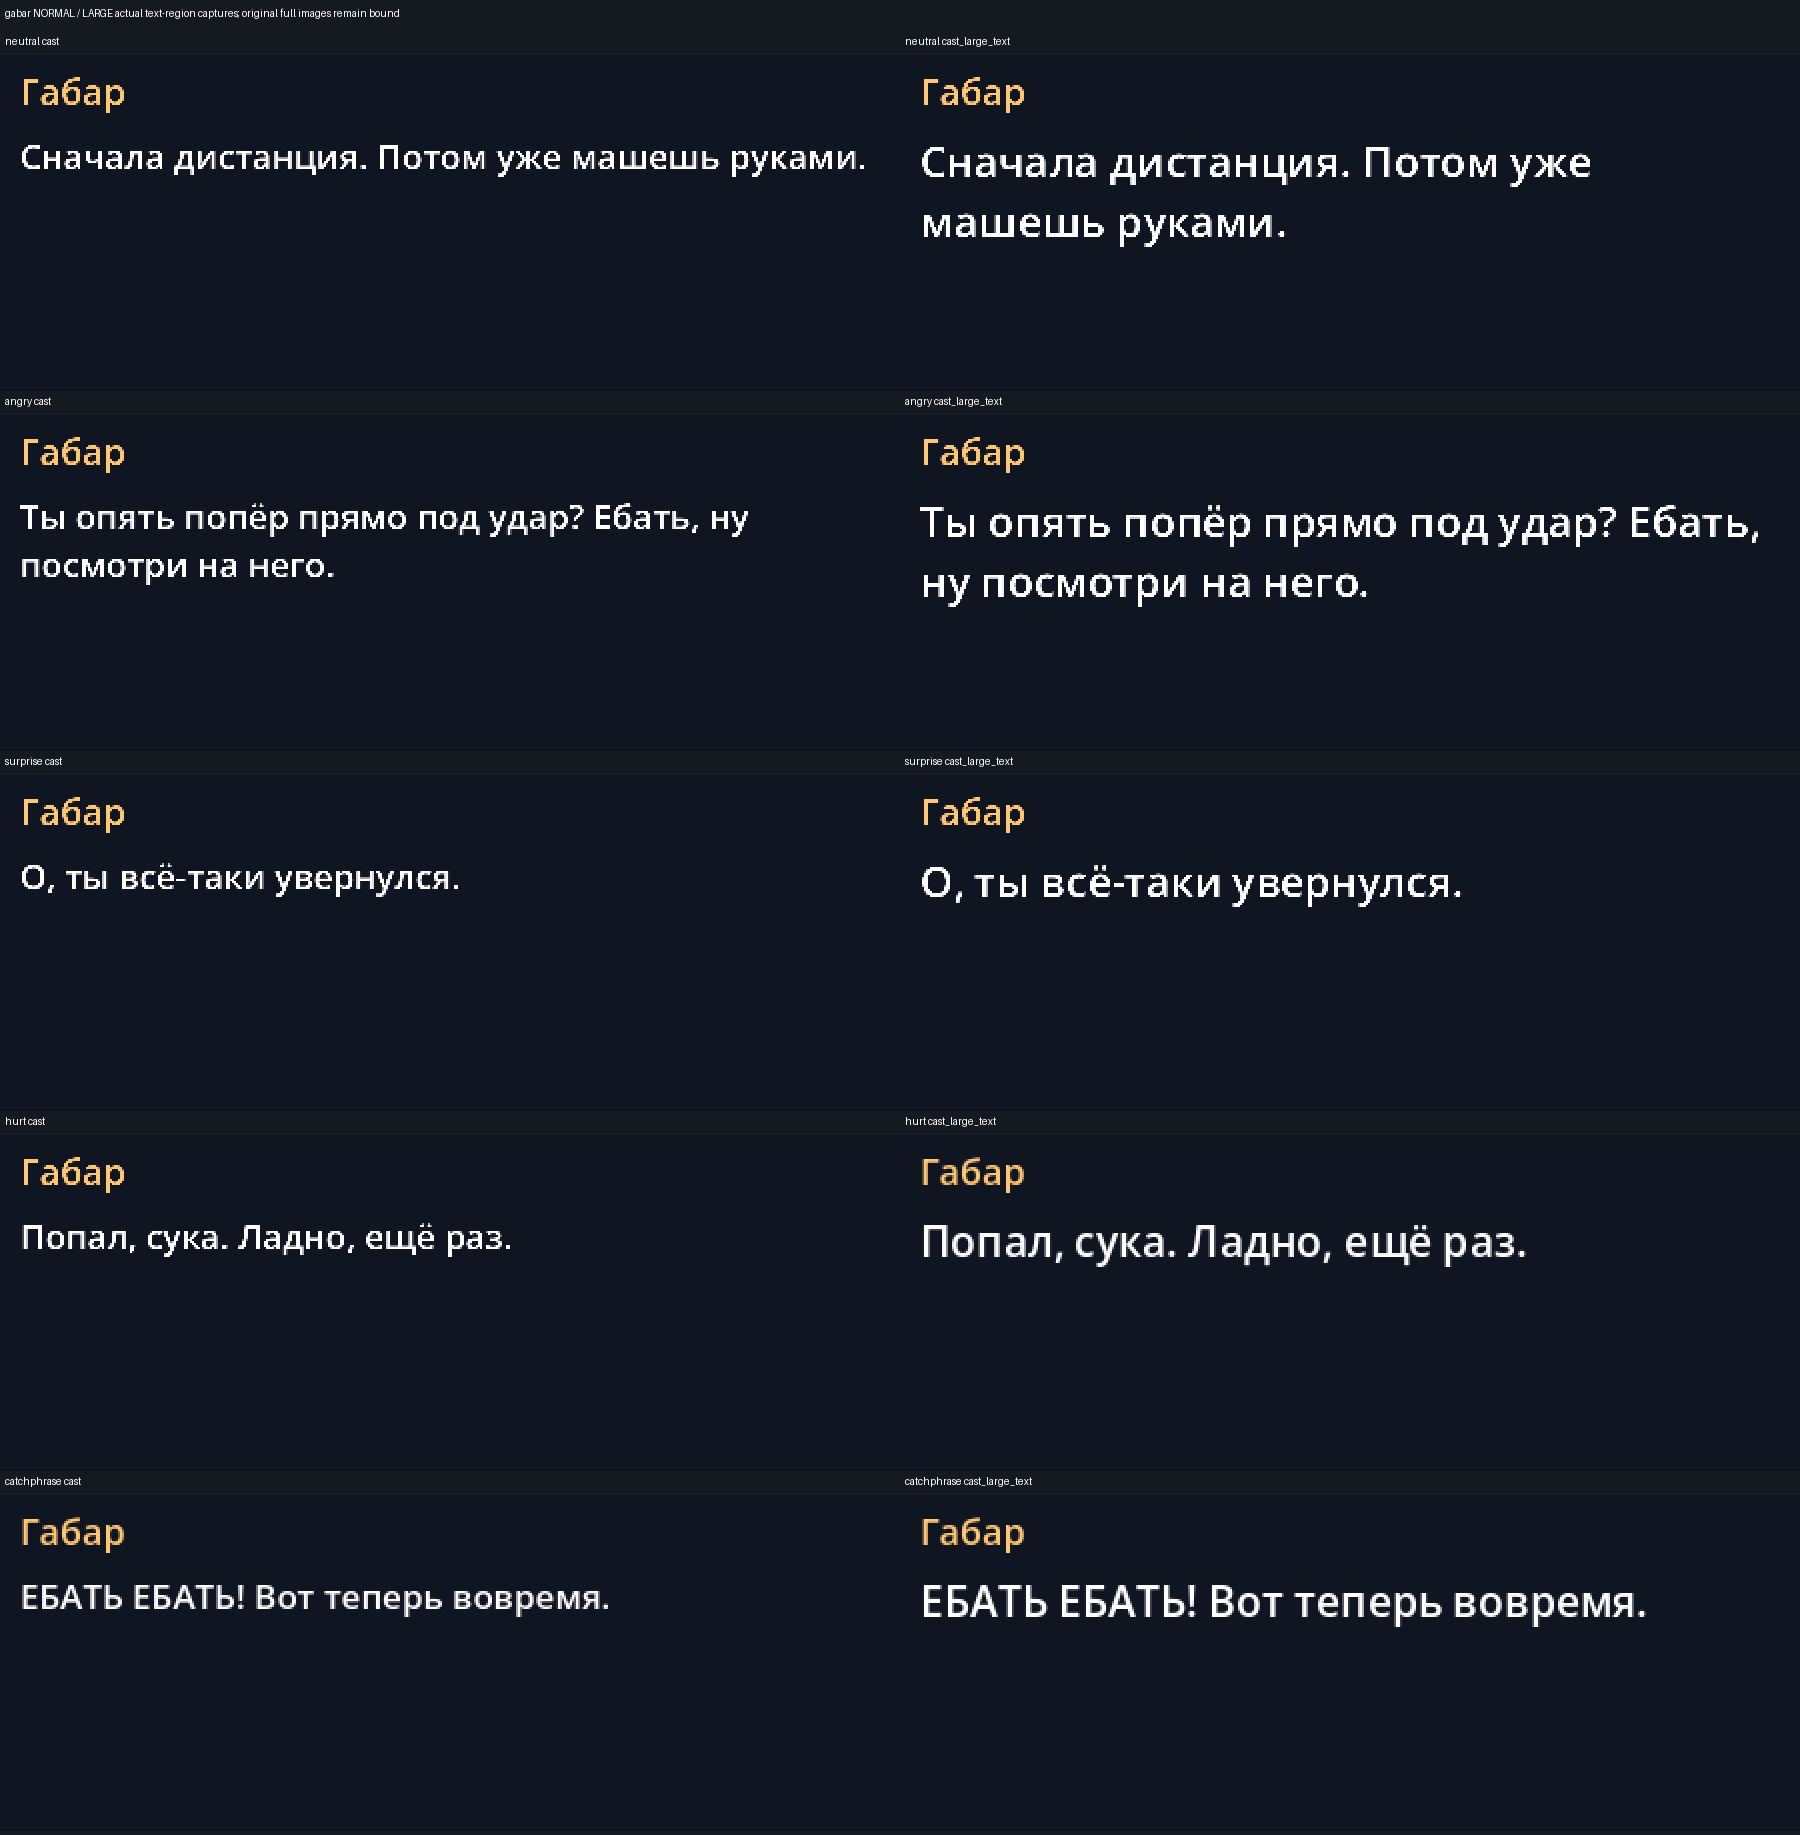 gabar NORMAL / LARGE actual text-region captures; original full images remain bound
neutral cast
neutral cast_large_text
Габар
Сначала дистанция. Потом уже машешь руками.
Габар
Сначала дистанция. Потом уже
машешь руками.
angry cast
angry cast_large_text
Габар
Ты опять попёр прямо под удар? Ебать, ну
посмотри на него.
Габар
Ты опять попёр прямо под удар? Ебать,
ну посмотри на него.
surprise cast
surprise cast_large_text
Габар
О, ты всё-таки увернулся.
Габар
О, ты всё-таки увернулся.
hurt cast
hurt cast_large_text
Габар
Попал, сука. Ладно, ещё раз.
Габар
Попал, сука. Ладно, ещё раз.
catchphrase cast
catchphrase cast_large_text
Габар
ЕБАТЬ ЕБАТЬ! Вот теперь вовремя.
Габар
ЕБАТЬ ЕБАТЬ! Вот теперь вовремя.